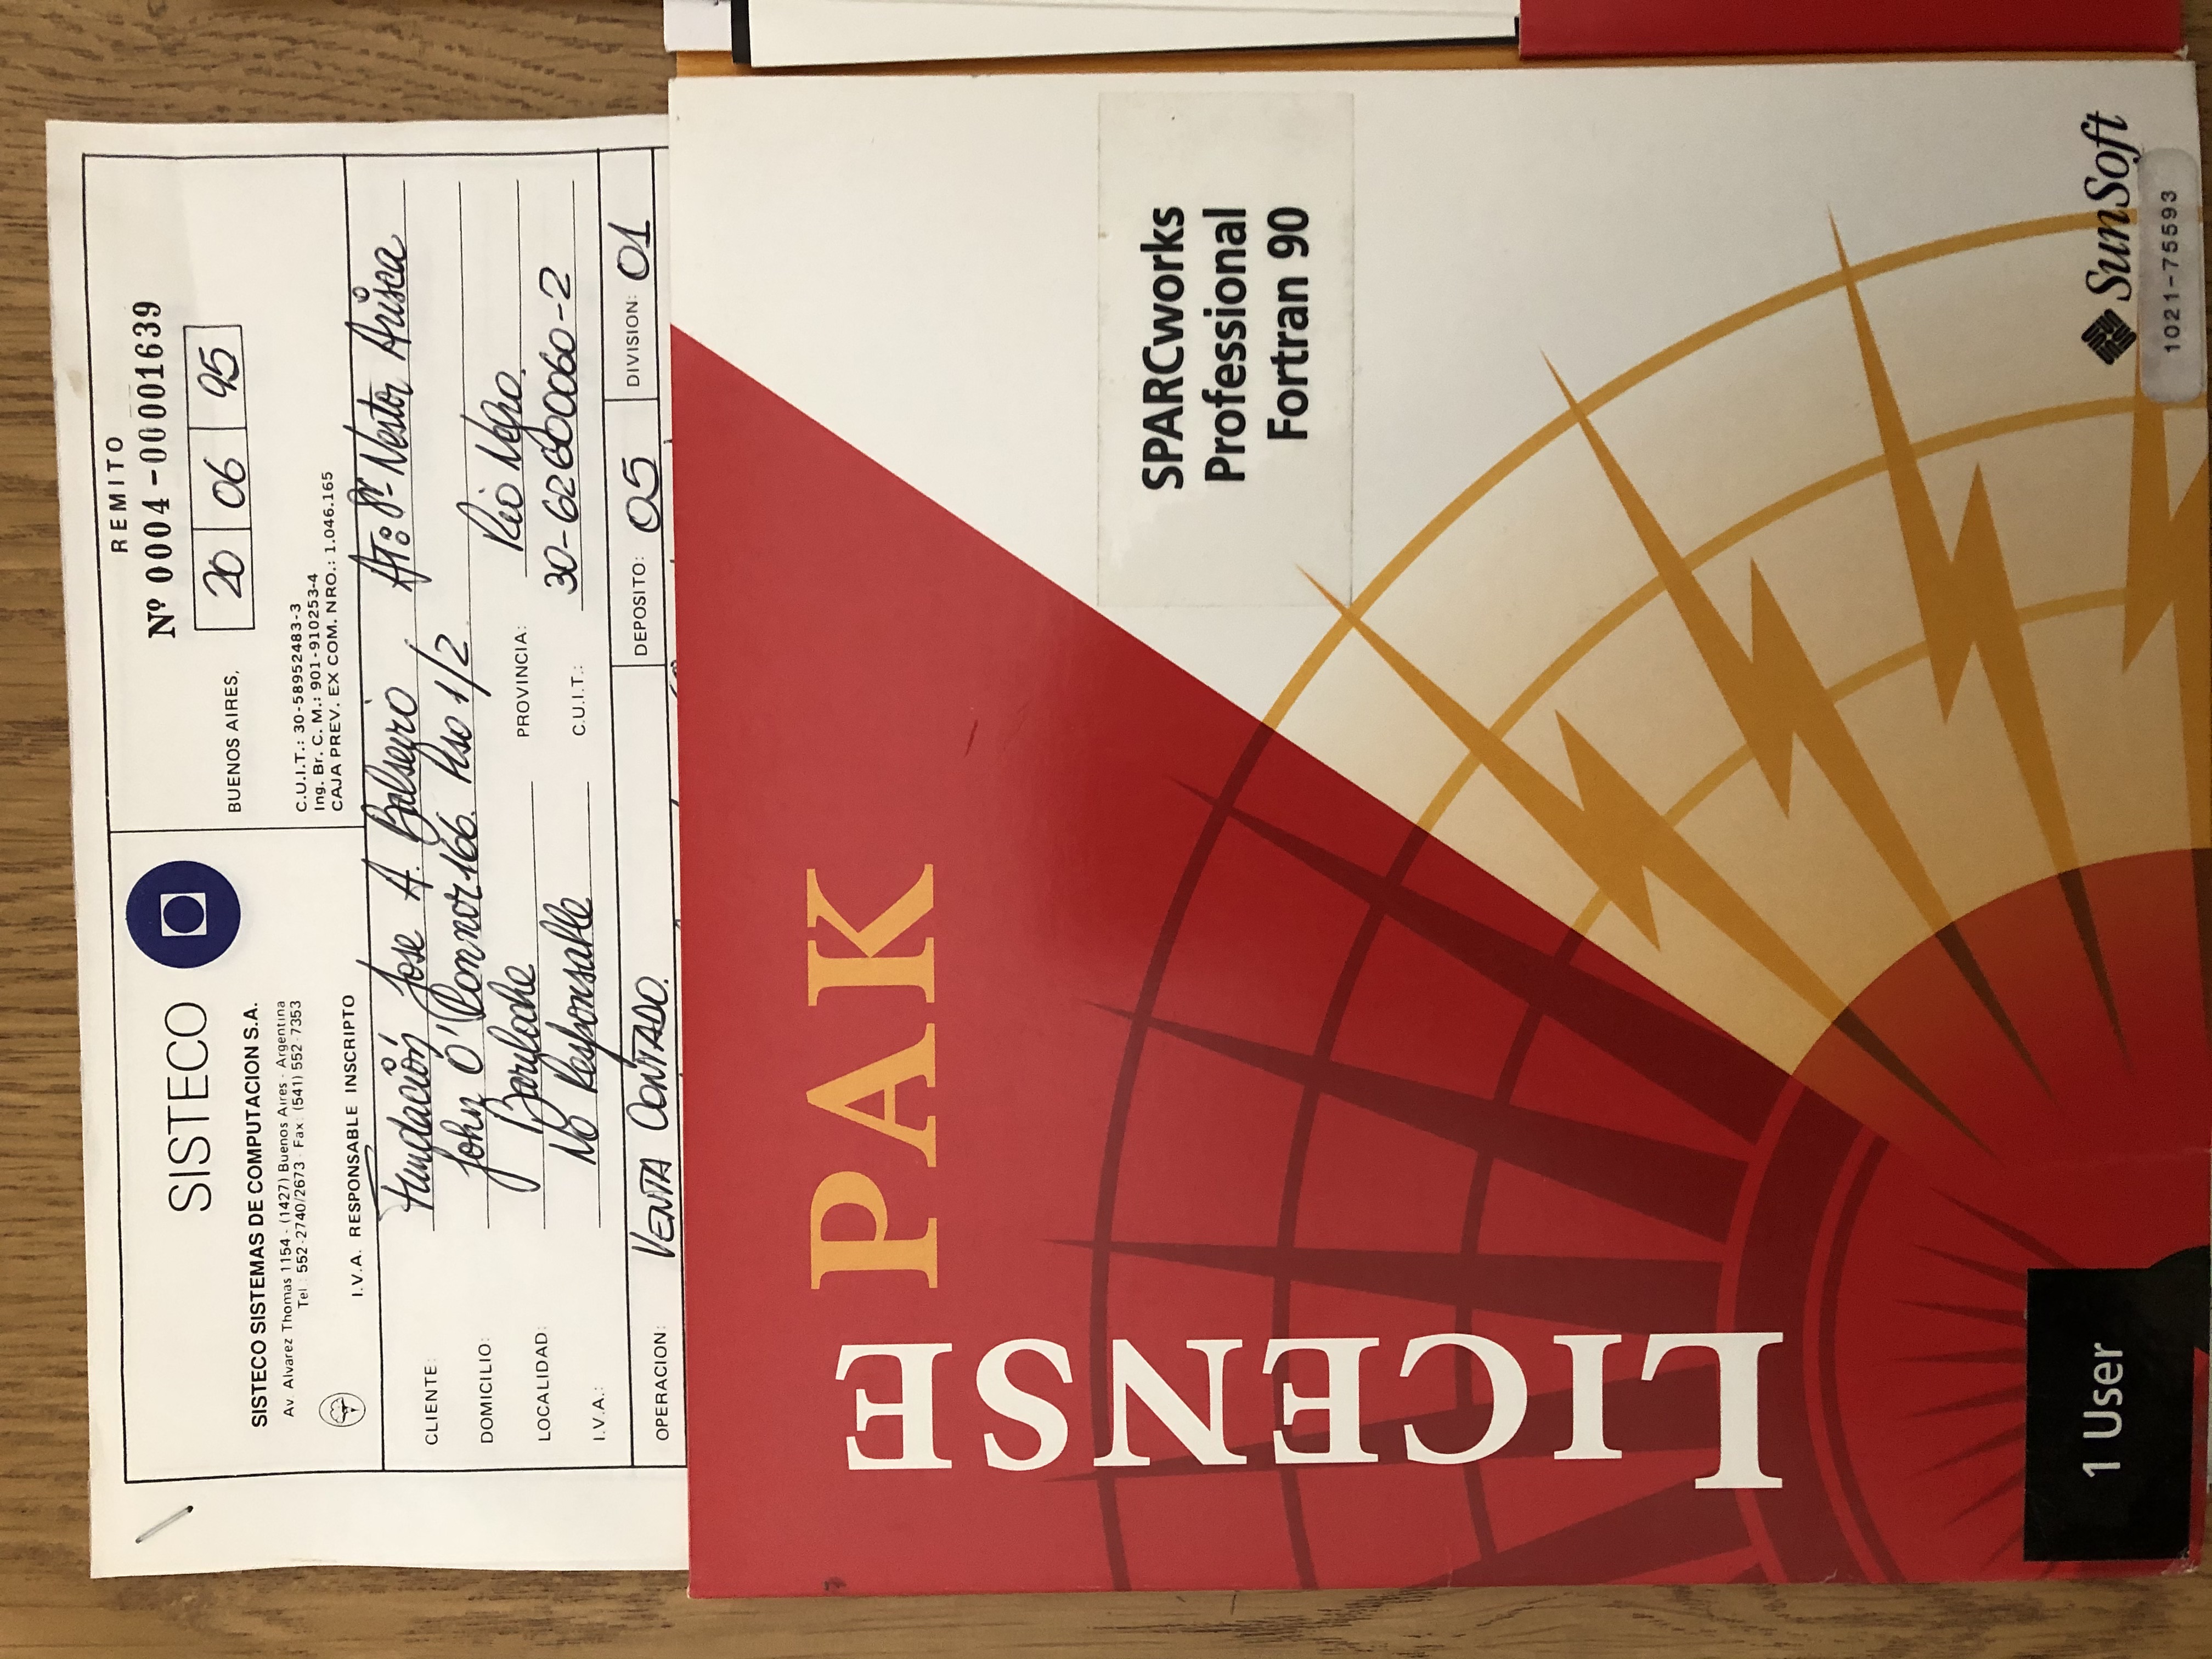 REMITO
Nº 0004-00001639
SISTECO
BUENOS AIRES, 20 06 95
SISTECO SISTEMAS DE COMPUTACION S.A.
Av. Alvarez Thomas 1154 - (1427) Buenos Aires - Argentina
Tel : 552-2740/2673 - Fax: (541) 552-7353
C.U.I.T.: 30-58952483-3
Ing. Br. C. M.: 901-910253-4
CAJA PREV. EX COM. NRO.: 1.046.165
I.V.A. RESPONSABLE INSCRIPTO
CLIENTE: Fundación Jose A. Balseiro. AT: Sr Nestor Arisca
DOMICILIO: John O'Connor 166. Piso 1/2
LOCALIDAD: Bariloche PROVINCIA: Rio Negro.
I.V.A.: No Responsable C.U.I.T.: 30-62600060-2
OPERACION: VENTA CONTADO. DEPOSITO: 05 DIVISION: 01
LICENSE PAK
SPARCworks
Professional
Fortran 90
1 User
SunSoft
1021-75593